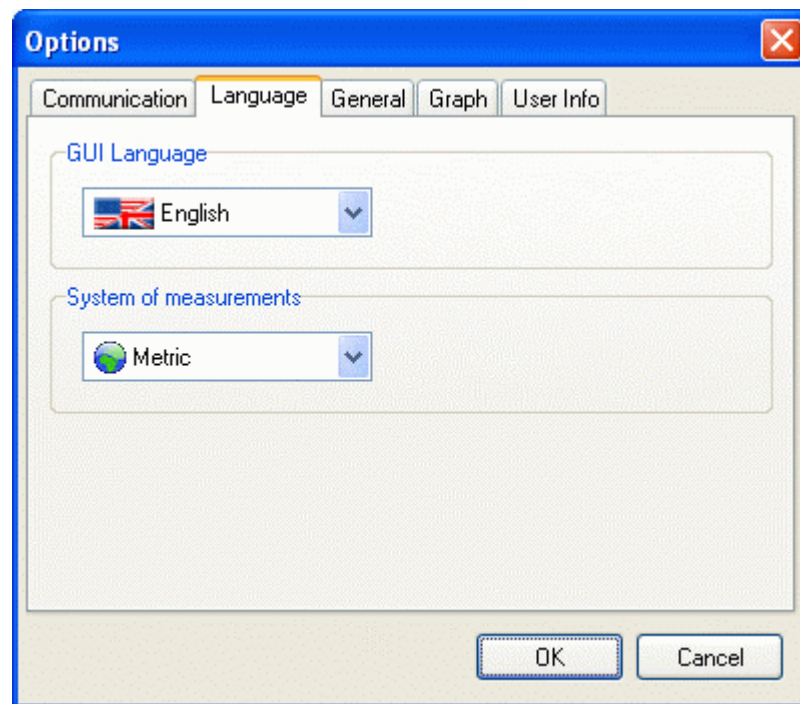 Options
Communication Language General Graph User Info
GUI Language
English
System of measurements
Metric
OK Cancel